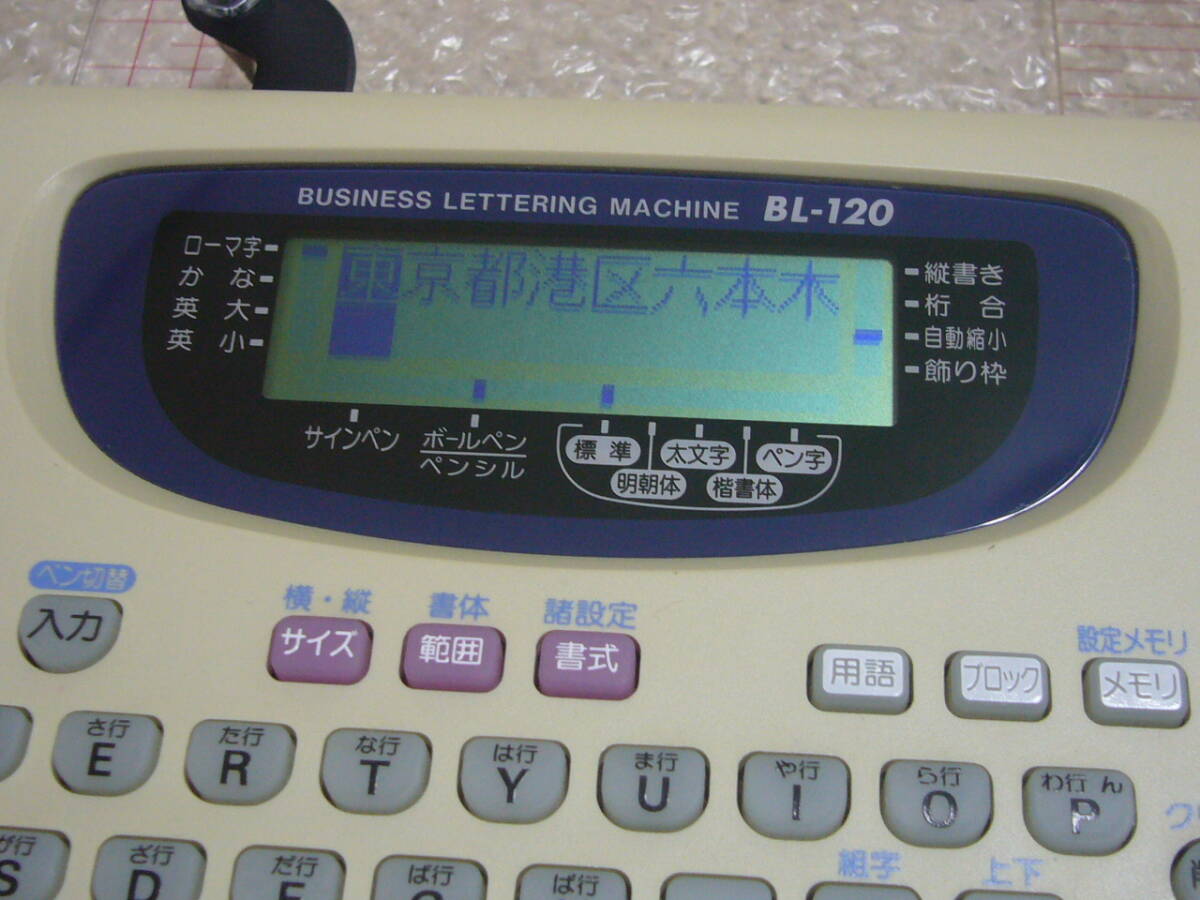 BUSINESS LETTERING MACHINE BL-120
ローマ字
かな
英大
英小
東京都港区六本木
縦書き
桁合
自動縮小
飾り枠
サインペン
ボールペン
ペンシル
標準
明朝体
太文字
楷書体
ペン字
ペン切替
入力
横・縦
サイズ
書体
範囲
諸設定
書式
用語
ブロック
設定メモリ
メモリ
さ行
E
た行
R
な行
T
は行
Y
ま行
U
や行
I
ら行
O
わ行 ん
P
が行
S
ざ行
D
だ行
F
ば行
G
ぱ行
組字
上下